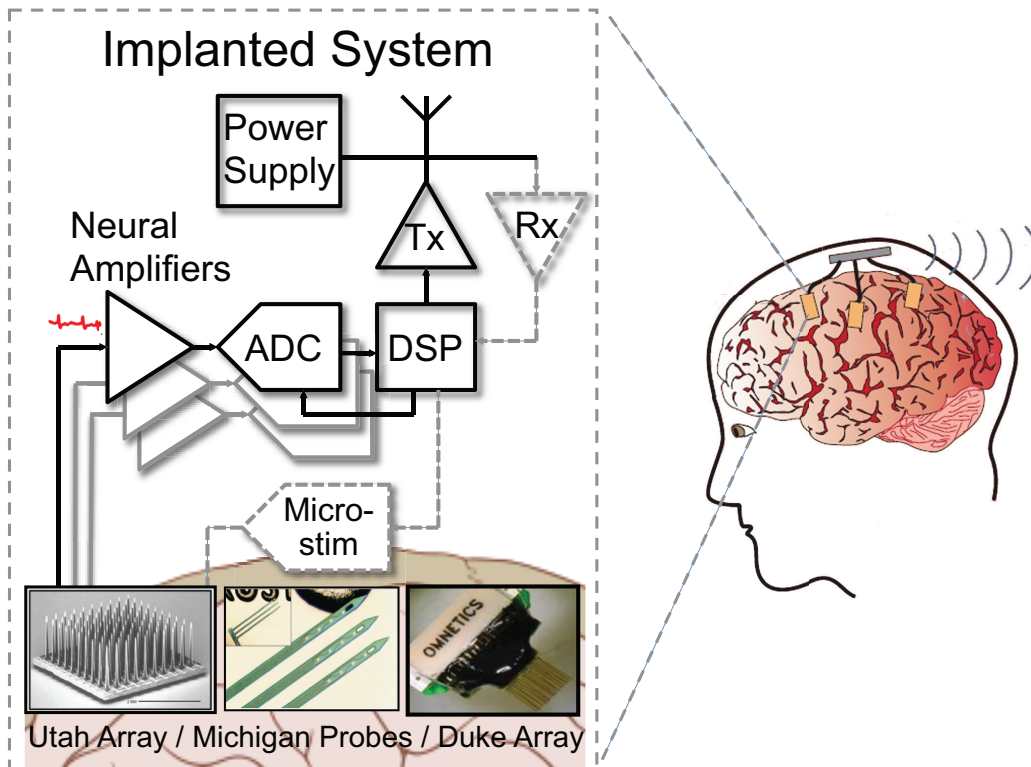 Implanted System
Power
Supply
Tx
Rx
Neural
Amplifiers
ADC
DSP
Micro-
stim
OMNETICS
Utah Array / Michigan Probes / Duke Array